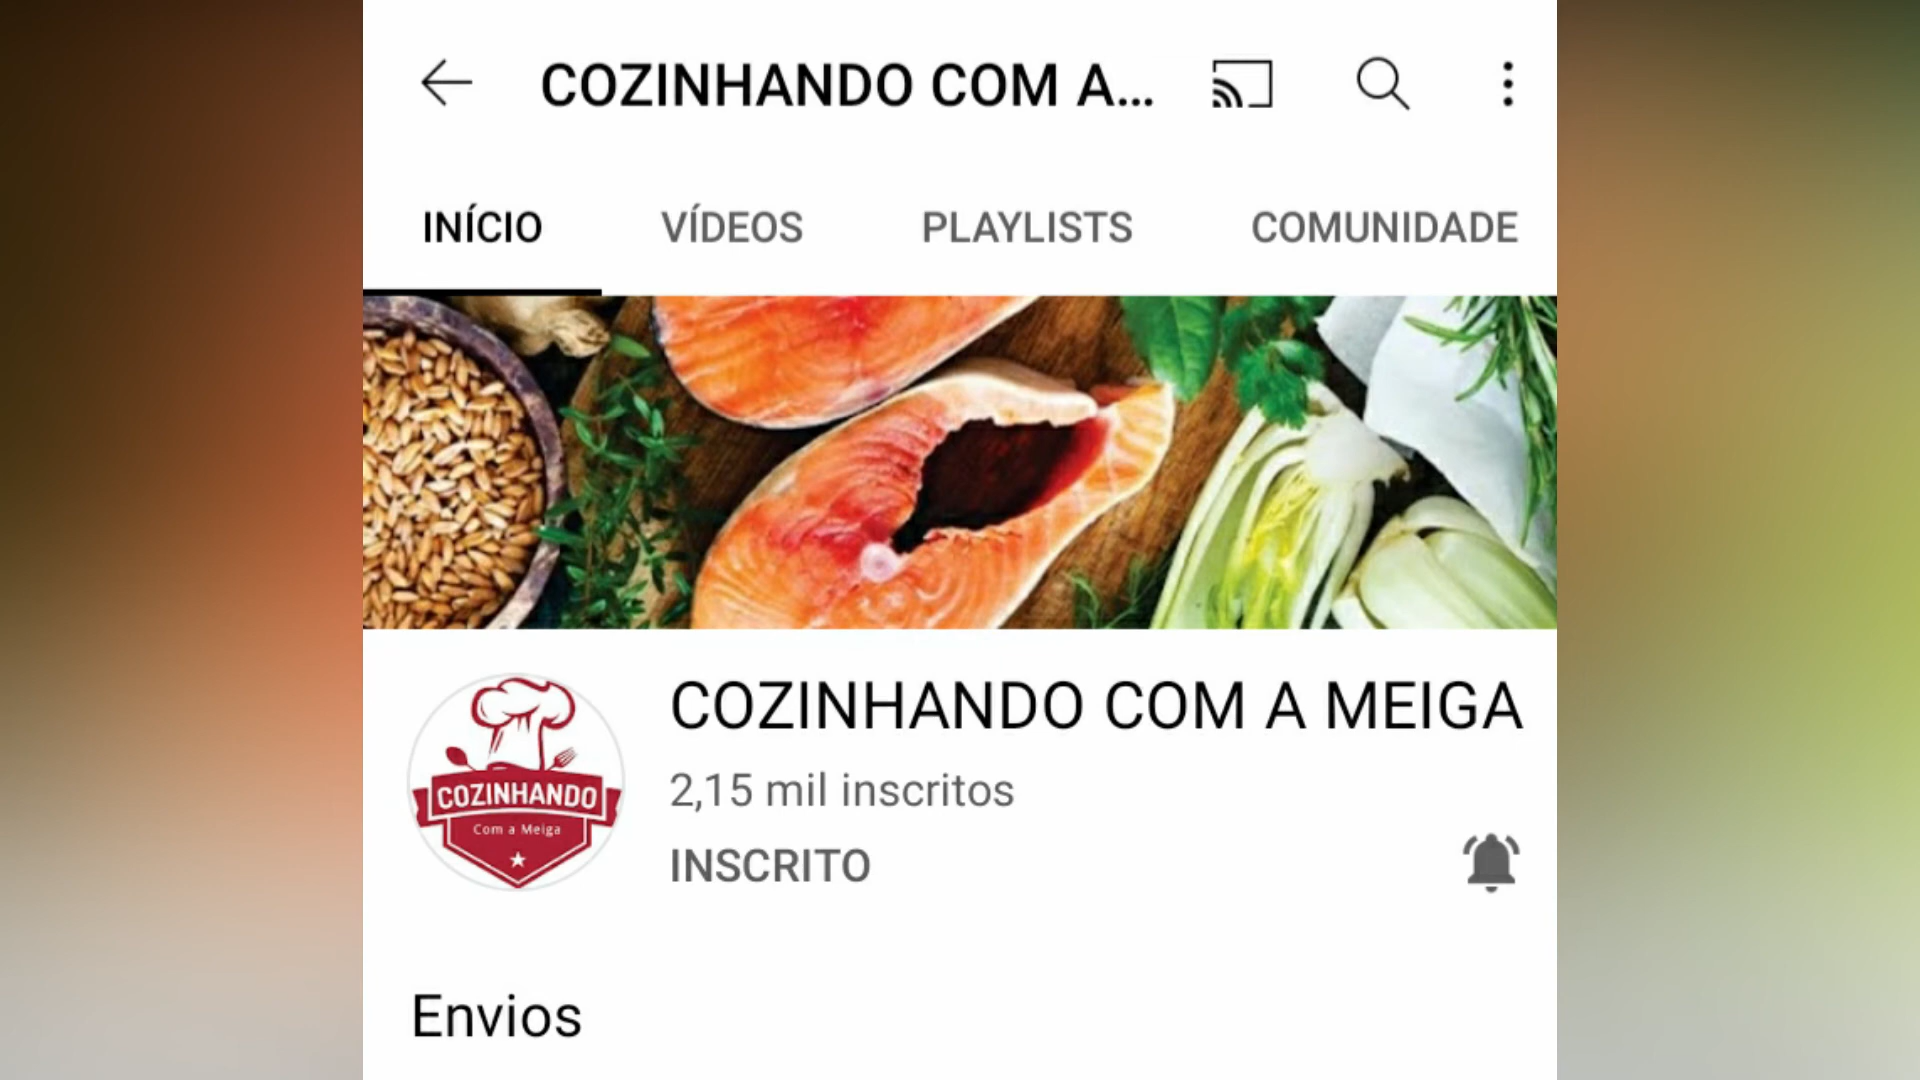 COZINHANDO COM A...
INÍCIO VÍDEOS PLAYLISTS COMUNIDADE
COZINHANDO COM A MEIGA
2,15 mil inscritos
INSCRITO
COZINHANDO
Com a Meiga
Envios